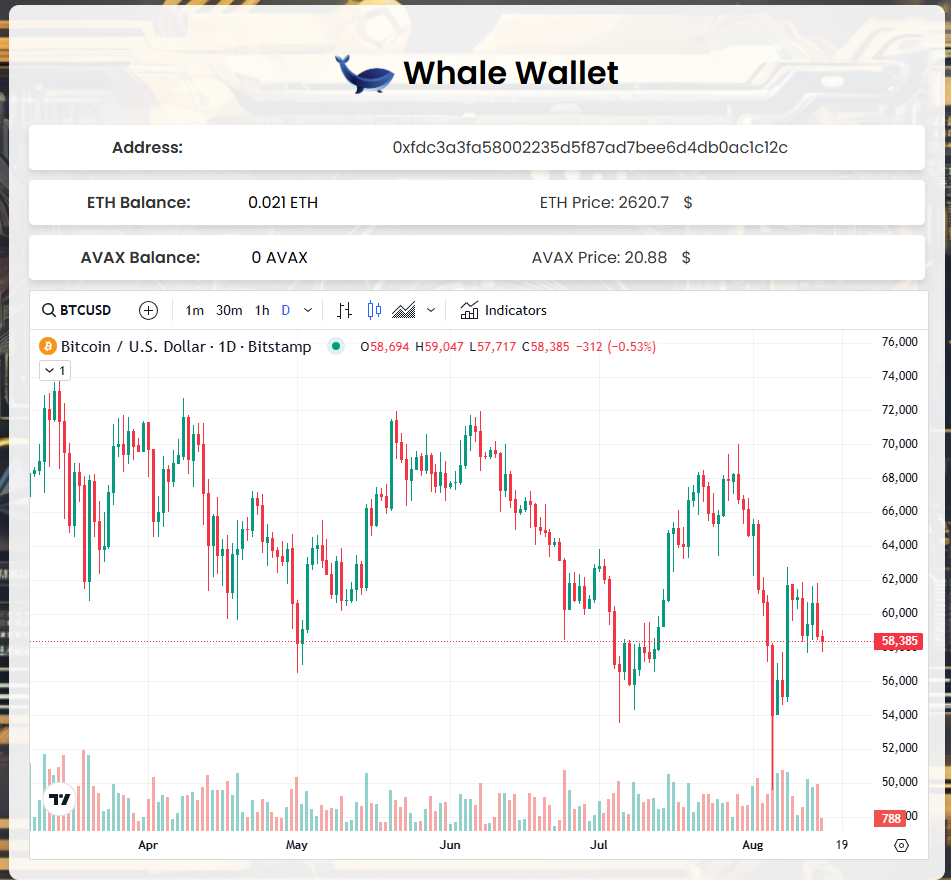 Whale Wallet
Address: 0xfdc3a3fa58002235d5f87ad7bee6d4db0ac1c12c
ETH Balance: 0.021 ETH ETH Price: 2620.7 $
AVAX Balance: 0 AVAX AVAX Price: 20.88 $
BTCUSD 1m 30m 1h D Indicators
Bitcoin / U.S. Dollar · 1D · Bitstamp O58,694 H59,047 L57,717 C58,385 −312 (−0.53%)
1
76,000
74,000
72,000
70,000
68,000
66,000
64,000
62,000
60,000
58,385
56,000
54,000
52,000
50,000
788
Apr May Jun Jul Aug 19